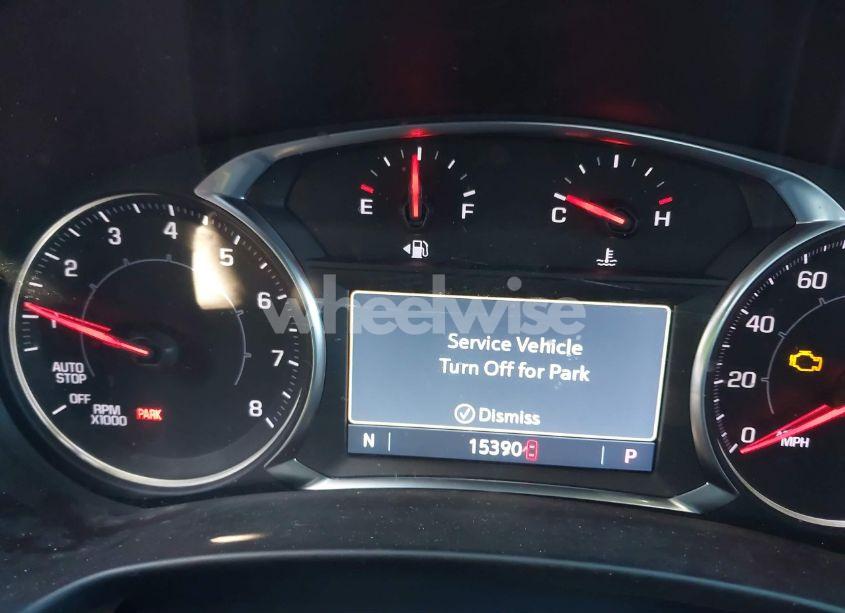 E
F
C
H
1
2
3
4
5
6
7
8
AUTO
STOP
OFF
RPM
X1000
PARK
wheelwise
Service Vehicle
Turn Off for Park
Dismiss
N
15390
P
0
20
40
60
MPH